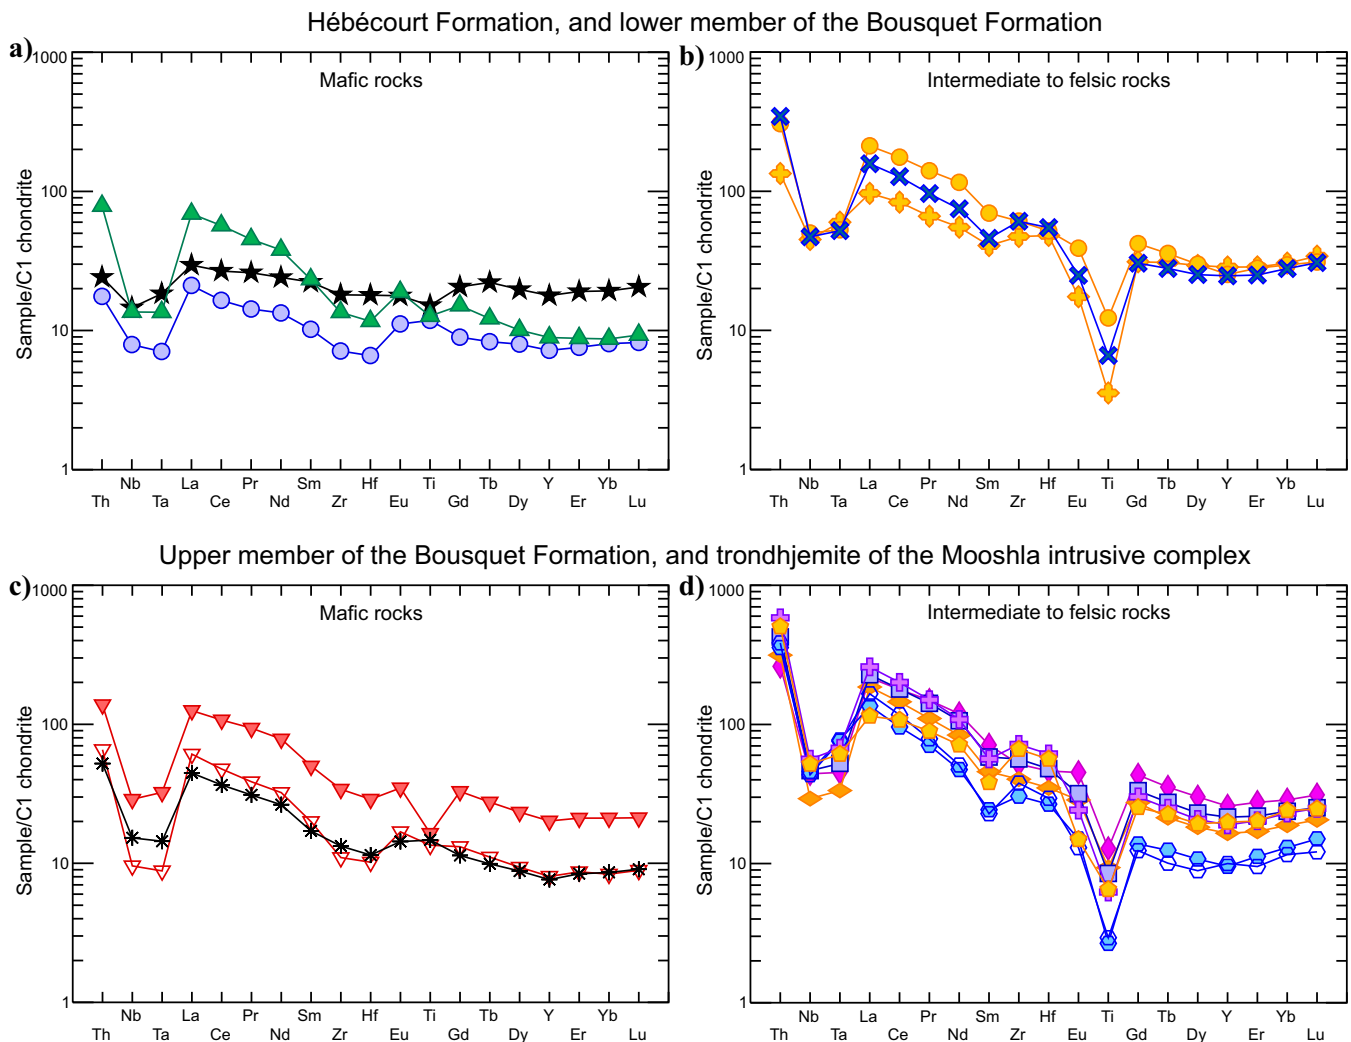 Hébécourt Formation, and lower member of the Bousquet Formation
a)
Mafic rocks
Sample/C1 chondrite
1000
100
10
1
Nb La Pr Sm Hf Ti Tb Y Yb
Th Ta Ce Nd Zr Eu Gd Dy Er Lu
b)
Intermediate to felsic rocks
Sample/C1 chondrite
1000
100
10
1
Nb La Pr Sm Hf Ti Tb Y Yb
Th Ta Ce Nd Zr Eu Gd Dy Er Lu
Upper member of the Bousquet Formation, and trondhjemite of the Mooshla intrusive complex
c)
Mafic rocks
Sample/C1 chondrite
1000
100
10
1
Nb La Pr Sm Hf Ti Tb Y Yb
Th Ta Ce Nd Zr Eu Gd Dy Er Lu
d)
Intermediate to felsic rocks
Sample/C1 chondrite
1000
100
10
1
Nb La Pr Sm Hf Ti Tb Y Yb
Th Ta Ce Nd Zr Eu Gd Dy Er Lu